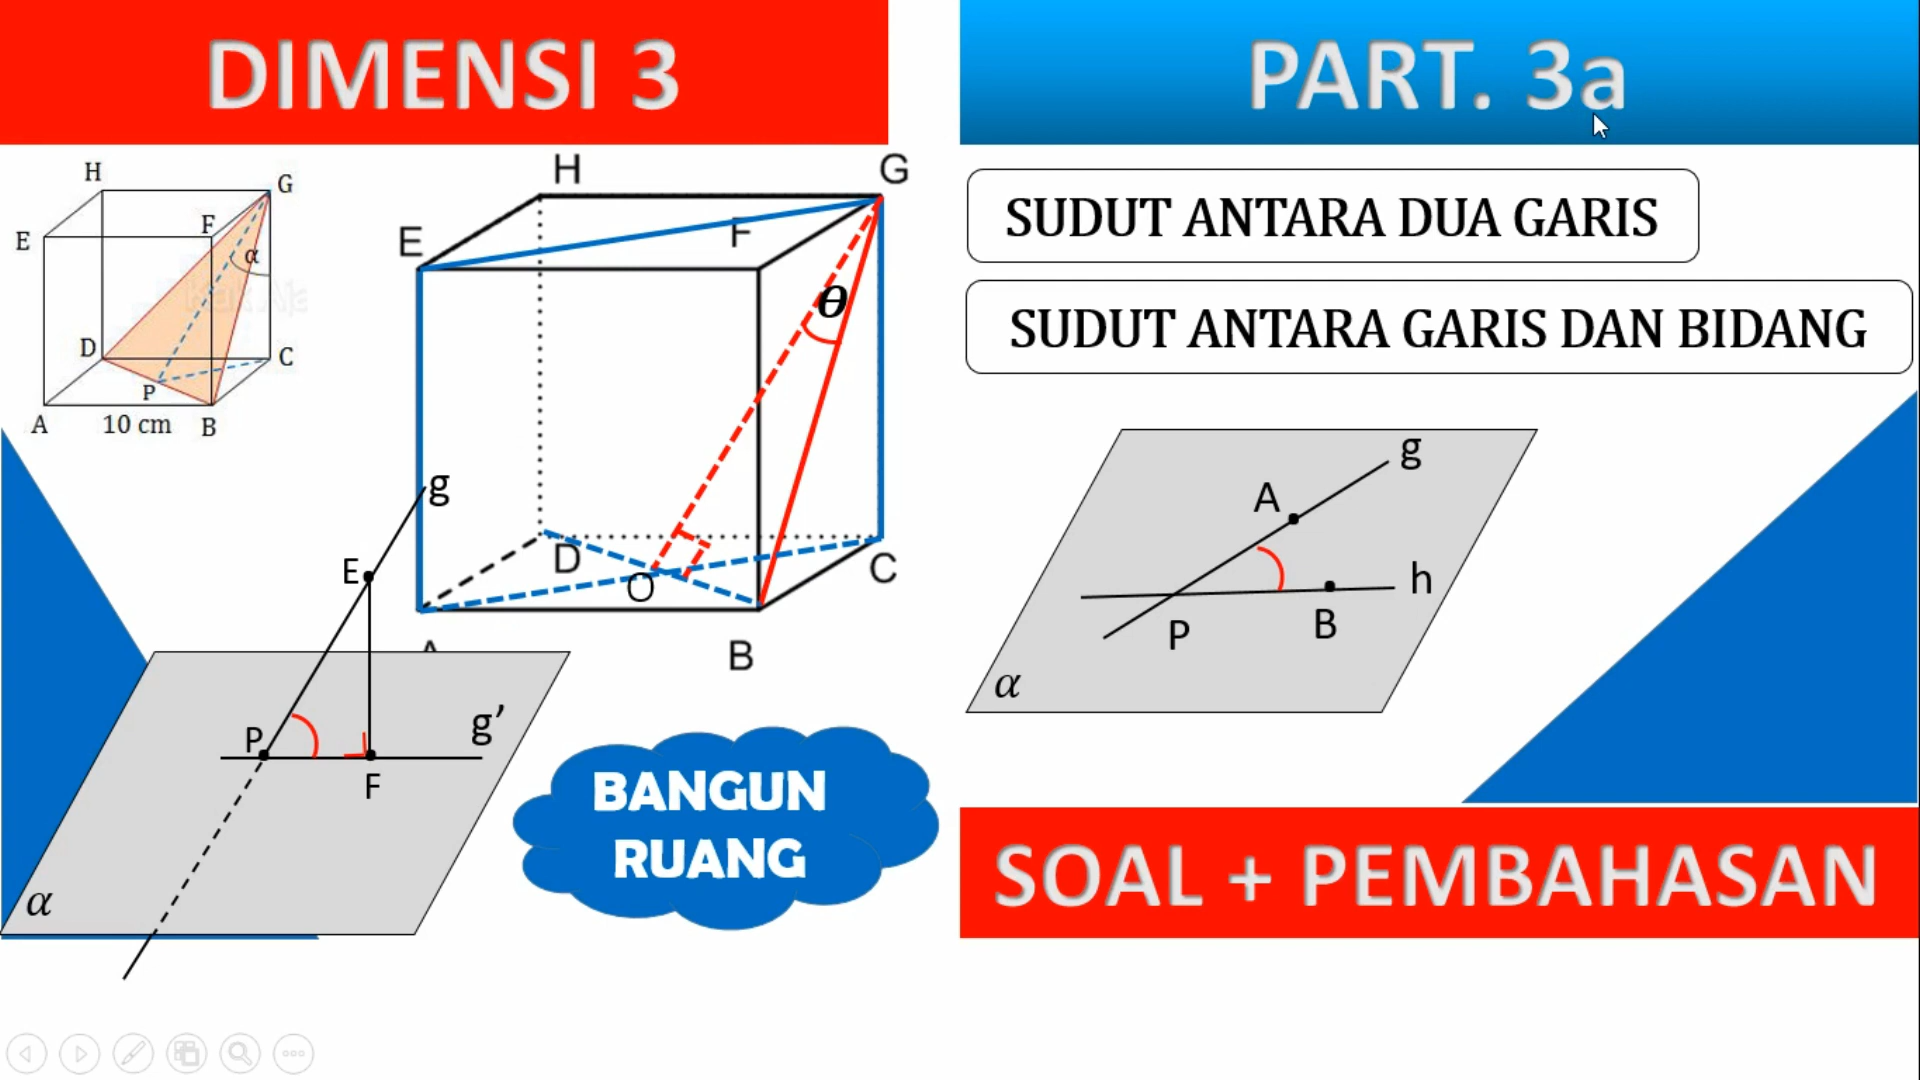 DIMENSI 3
PART. 3a
SUDUT ANTARA DUA GARIS
SUDUT ANTARA GARIS DAN BIDANG
H
G
E
F
α
D
C
P
A
10 cm
B
H
G
E
F
θ
D
C
O
B
g
E
P
g’
F
α
g
A
h
P
B
α
BANGUN
RUANG
SOAL + PEMBAHASAN